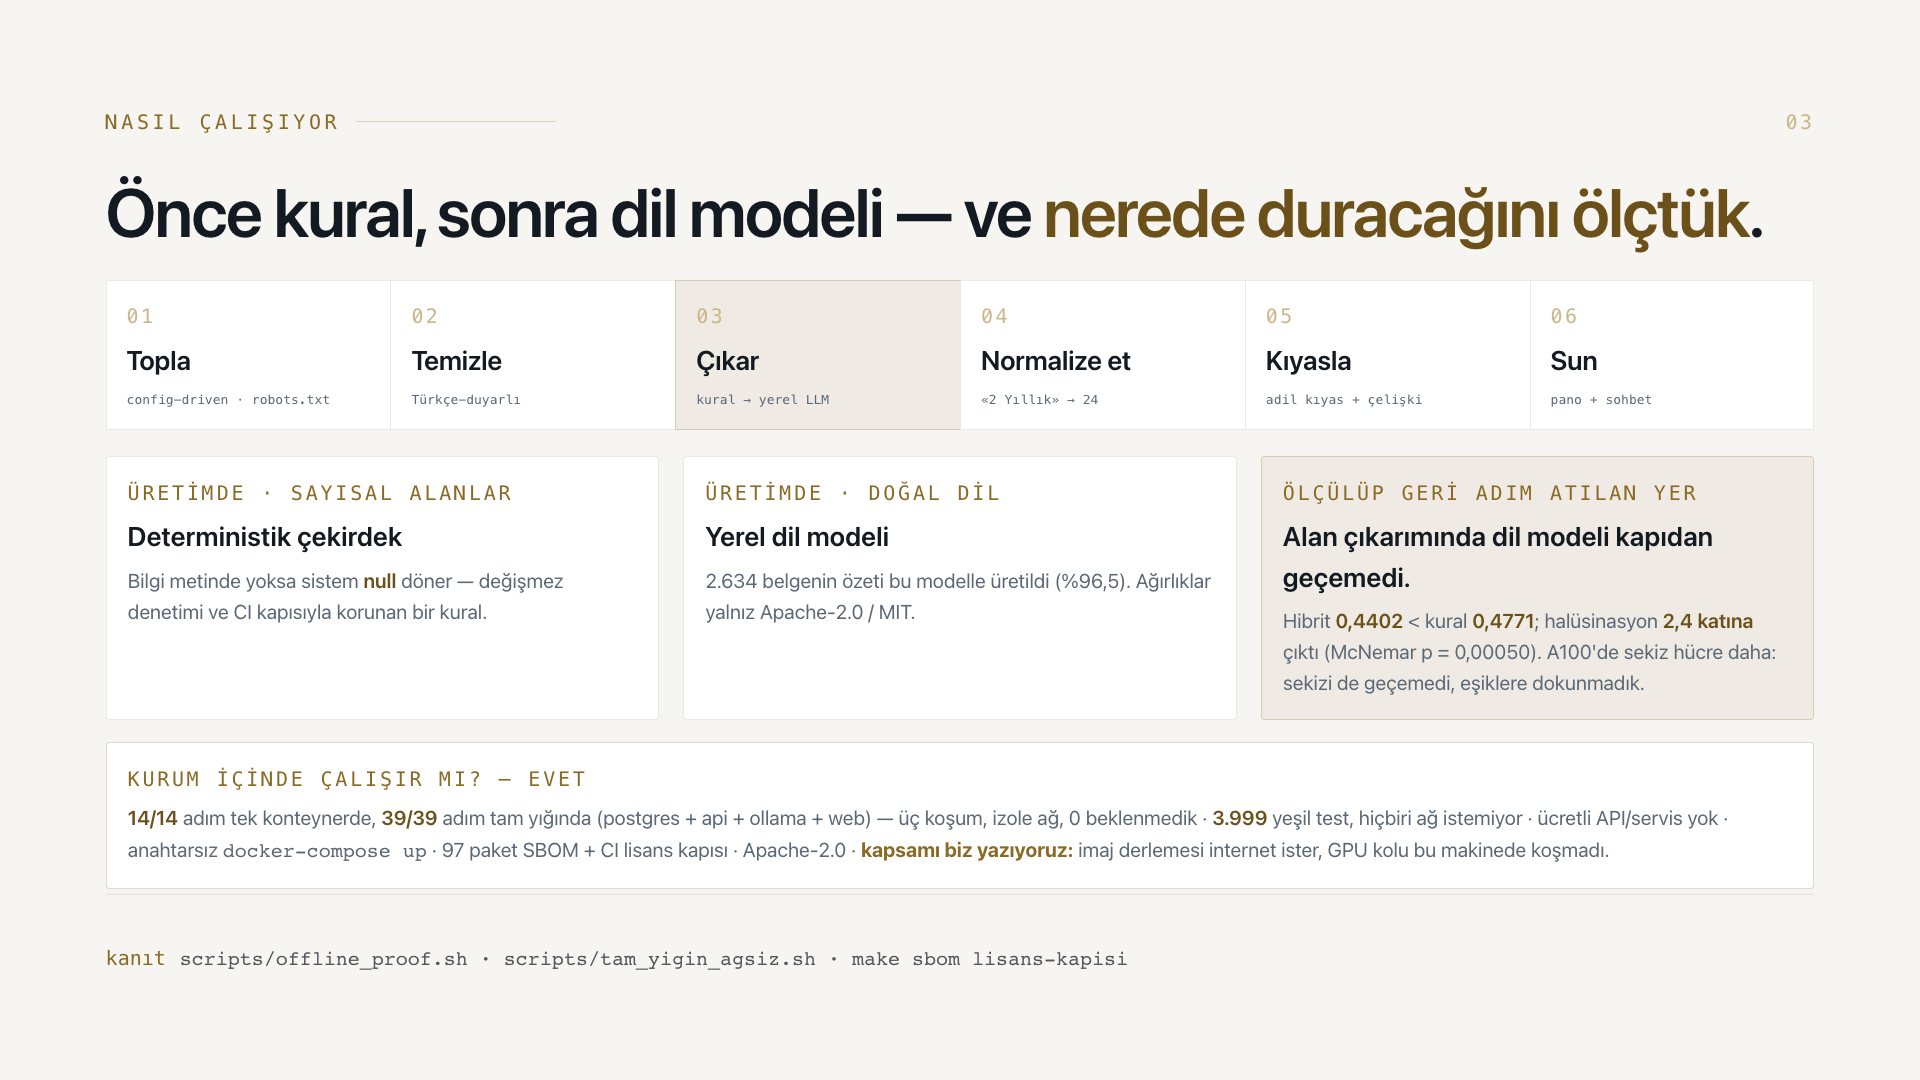 NASIL ÇALIŞIYOR
03
Önce kural, sonra dil modeli — ve nerede duracağını ölçtük.
01
Topla
config-driven · robots.txt
02
Temizle
Türkçe-duyarlı
03
Çıkar
kural → yerel LLM
04
Normalize et
«2 Yıllık» → 24
05
Kıyasla
adil kıyas + çelişki
06
Sun
pano + sohbet
ÜRETİMDE · SAYISAL ALANLAR
Deterministik çekirdek
Bilgi metinde yoksa sistem null döner — değişmez
denetimi ve CI kapısıyla korunan bir kural.
ÜRETİMDE · DOĞAL DİL
Yerel dil modeli
2.634 belgenin özeti bu modelle üretildi (%96,5). Ağırlıklar
yalnız Apache-2.0 / MIT.
ÖLÇÜLÜP GERİ ADIM ATILAN YER
Alan çıkarımında dil modeli kapıdan
geçemedi.
Hibrit 0,4402 < kural 0,4771; halüsinasyon 2,4 katına
çıktı (McNemar p = 0,00050). A100'de sekiz hücre daha:
sekizi de geçemedi, eşiklere dokunmadık.
KURUM İÇİNDE ÇALIŞIR MI? — EVET
14/14 adım tek konteynerde, 39/39 adım tam yığında (postgres + api + ollama + web) — üç koşum, izole ağ, 0 beklenmedik · 3.999 yeşil test, hiçbiri ağ istemiyor · ücretli API/servis yok ·
anahtarsız docker-compose up · 97 paket SBOM + CI lisans kapısı · Apache-2.0 · kapsamı biz yazıyoruz: imaj derlemesi internet ister, GPU kolu bu makinede koşmadı.
kanıt scripts/offline_proof.sh · scripts/tam_yigin_agsiz.sh · make sbom lisans-kapisi